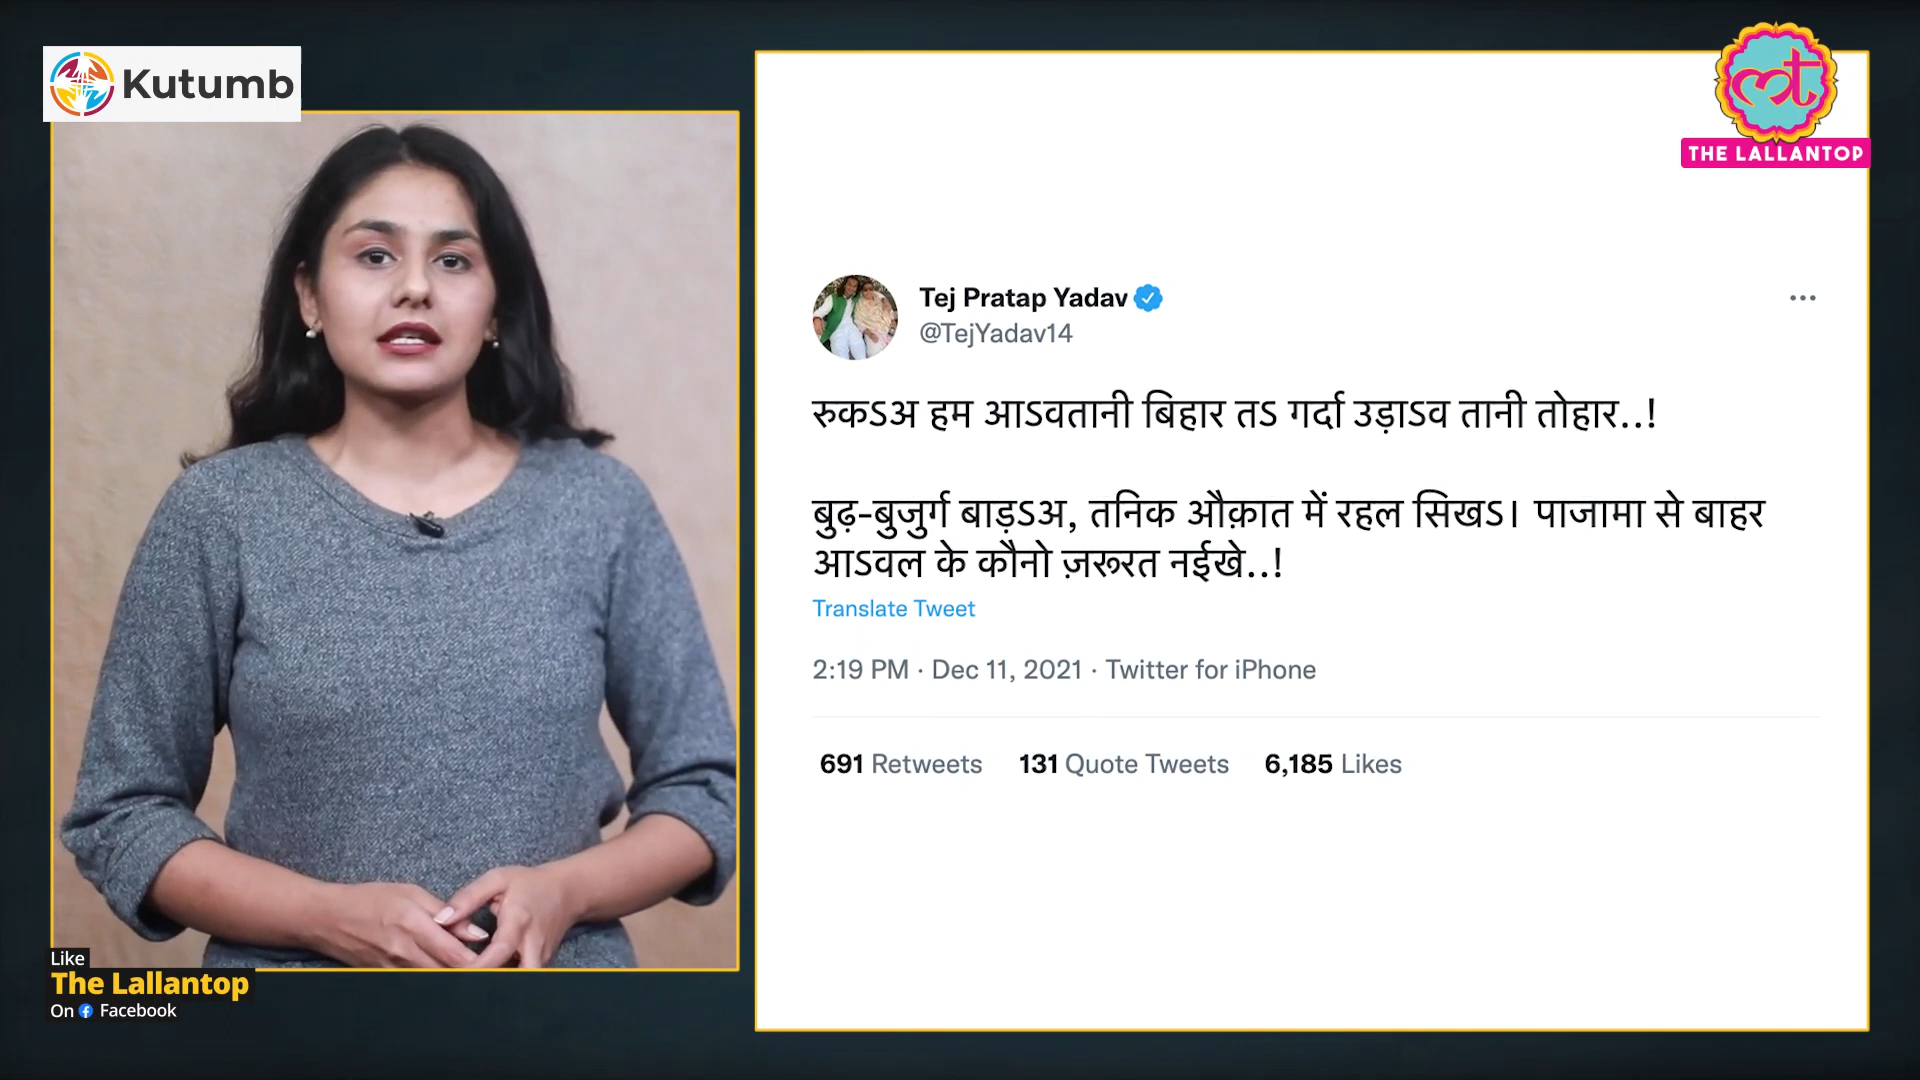 Kutumb
THE LALLANTOP
Tej Pratap Yadav
@TejYadav14
रुकऽअ हम आऽवतानी बिहार तऽ गर्दा उड़ाऽव तानी तोहार..!
बुढ़-बुजुर्ग बाड़ऽअ, तनिक औक़ात में रहल सिखऽ। पाजामा से बाहर
आऽवल के कौनो ज़रूरत नईखे..!
Translate Tweet
2:19 PM · Dec 11, 2021 · Twitter for iPhone
691 Retweets 131 Quote Tweets 6,185 Likes
Like
The Lallantop
On Facebook